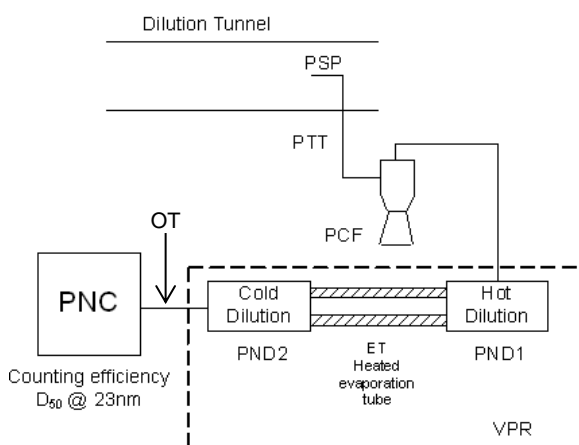 Dilution Tunnel
PSP
PTT
PCF
OT
PNC
Cold
Dilution
Hot
Dilution
PND2
ET
Heated
evaporation
tube
PND1
Counting efficiency
D₅₀ @ 23nm
VPR